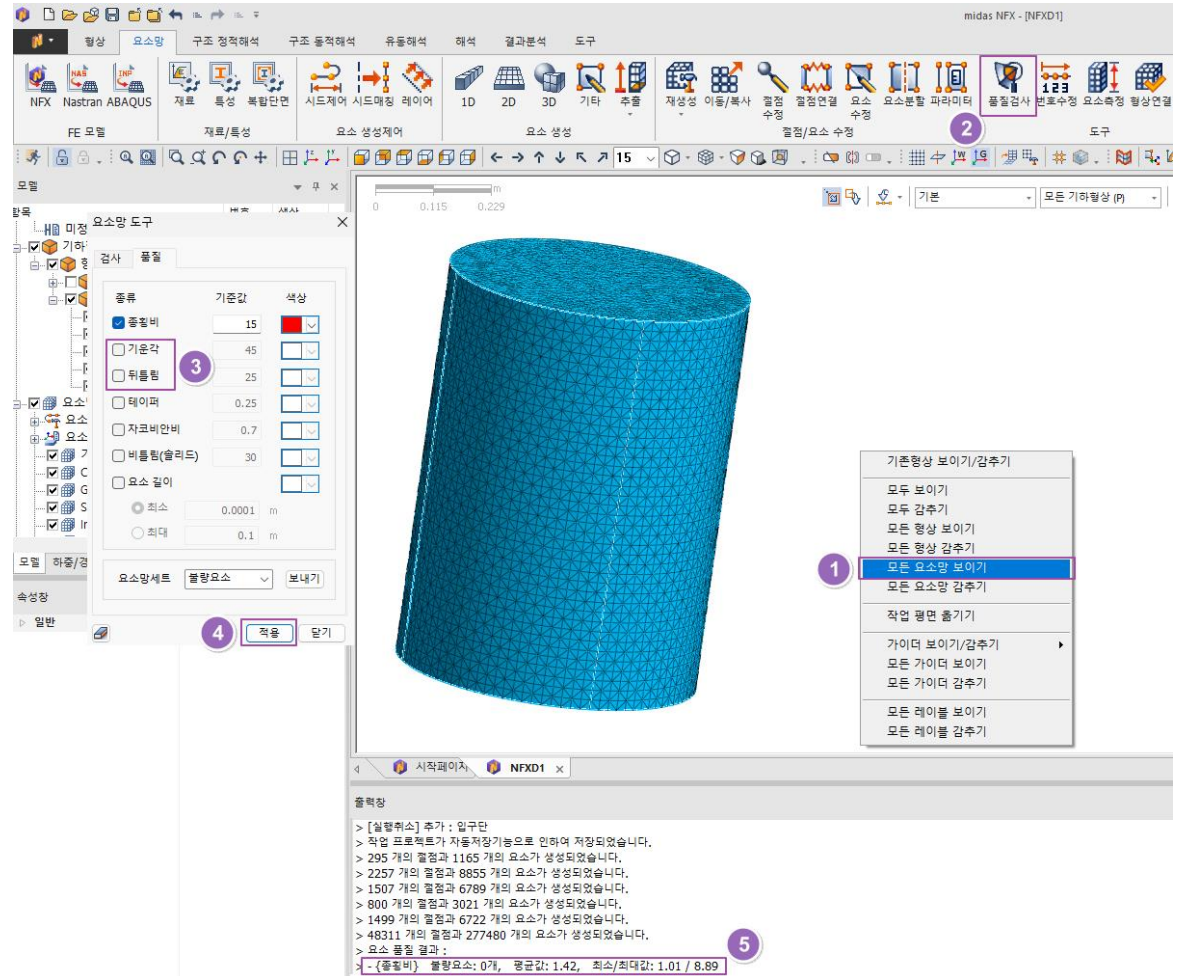 midas NFX - [NFXD1]
형상 요소망 구조 정적해석 구조 동적해석 유동해석 해석 결과분석 도구
NAS INP
NFX Nastran ABAQUS 재료 특성 복합단면 시드제어 시드매칭 레이어 1D 2D 3D 기타 추출 재생성 이동/복사 절점 수정 절점연결 요소 수정 요소분할 파라미터 품질검사 번호수정 요소측정 형상연결
2
FE 모델 재료/특성 요소 생성제어 요소 생성 절점/요소 수정 도구
15
모델
항목 번호 색상
미정
기하
요소망 도구
검사 품질
종류 기준값 색상
종횡비 15
기운각 45
3
뒤틀림 25
테이퍼 0.25
자코비안비 0.7
비틀림(솔리드) 30
요소 길이
최소 0.0001 m
최대 0.1 m
요소망세트 불량요소 보내기
4
적용 닫기
모델 하중/경
속성창
일반
m
0 0.115 0.229
기본 모든 기하형상 (P)
기존형상 보이기/감추기
모두 보이기
모두 감추기
모든 형상 보이기
모든 형상 감추기
1
모든 요소망 보이기
모든 요소망 감추기
작업 평면 옮기기
가이더 보이기/감추기
모든 가이더 보이기
모든 가이더 감추기
모든 레이블 보이기
모든 레이블 감추기
시작페이지 NFXD1
출력창
> [실행취소] 추가 : 입구단
> 작업 프로젝트가 자동저장기능으로 인하여 저장되었습니다.
> 295 개의 절점과 1165 개의 요소가 생성되었습니다.
> 2257 개의 절점과 8855 개의 요소가 생성되었습니다.
> 1507 개의 절점과 6789 개의 요소가 생성되었습니다.
> 800 개의 절점과 3021 개의 요소가 생성되었습니다.
> 1499 개의 절점과 6722 개의 요소가 생성되었습니다.
> 48311 개의 절점과 277480 개의 요소가 생성되었습니다.
> 요소 품질 결과 :
5
> - {종횡비} 불량요소: 0개, 평균값: 1.42, 최소/최대값: 1.01 / 8.89